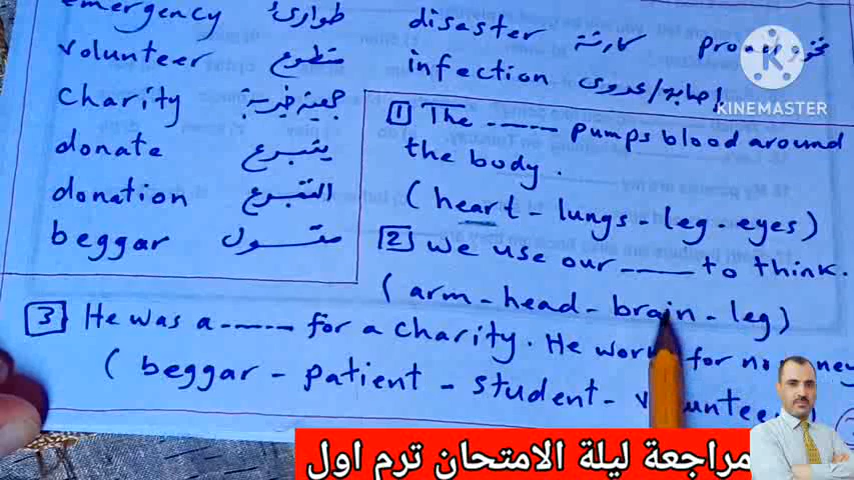 emergency طوارئ
volunteer متطوع
charity جمعية خيرية
donate يتبرع
donation التبرع
beggar متسول
disaster كارثة
infection إصابة/عدوى
KINEMASTER
1 The ----- pumps blood around
the body.
(heart - lungs - leg - eyes)
2 we use our ----- to think.
(arm - head - brain - leg)
3 He was a ----- for a charity. He work for
(beggar - patient - student -
مراجعة ليلة الامتحان ترم اول